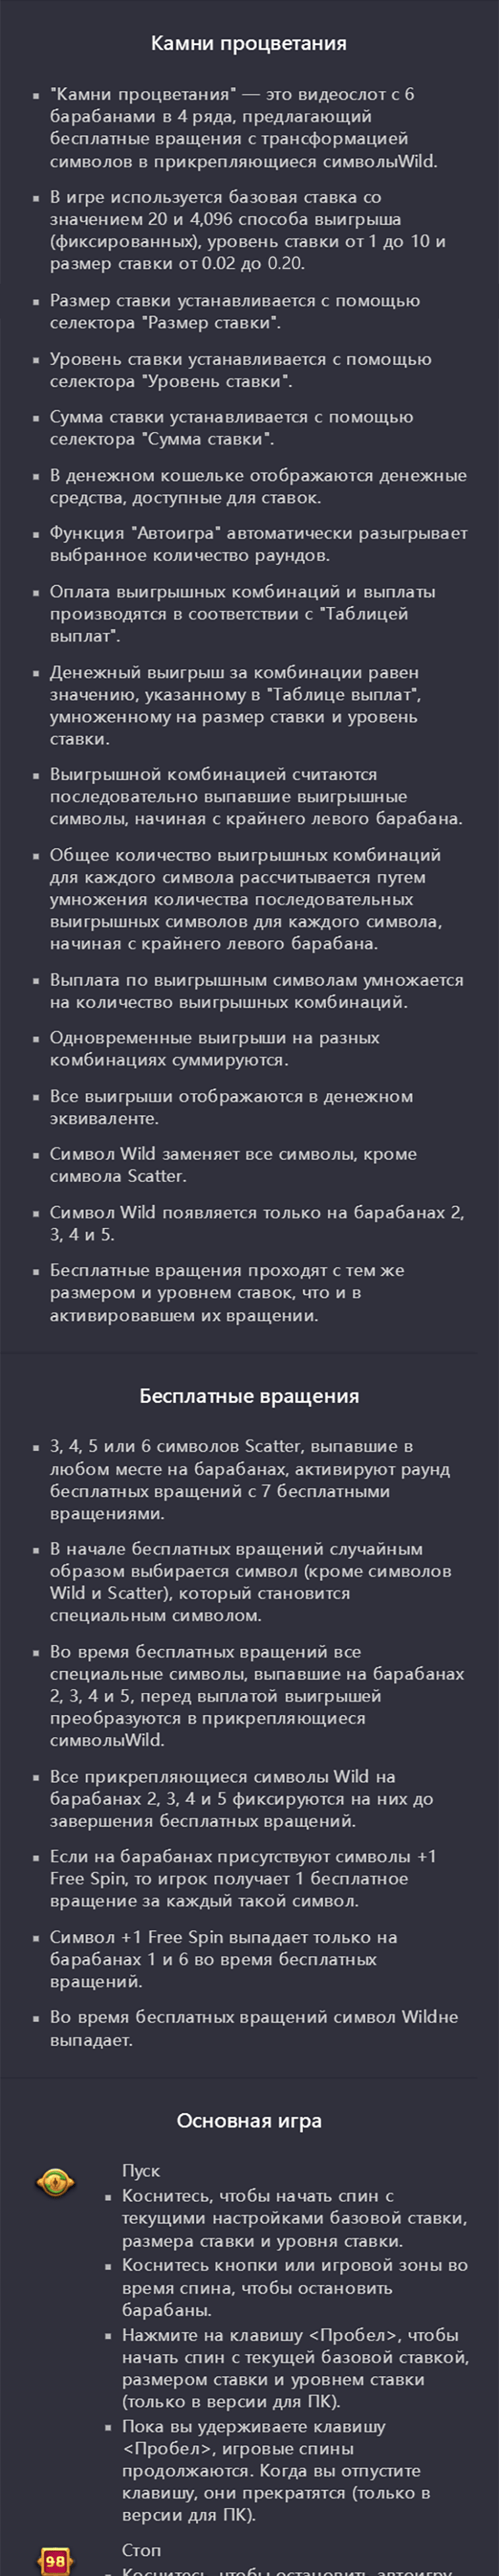 Камни процветания
"Камни процветания" — это видеослот с 6
барабанами в 4 ряда, предлагающий
бесплатные вращения с трансформацией
символов в прикрепляющиеся символыWild.
В игре используется базовая ставка со
значением 20 и 4,096 способа выигрыша
(фиксированных), уровень ставки от 1 до 10 и
размер ставки от 0.02 до 0.20.
Размер ставки устанавливается с помощью
селектора "Размер ставки".
Уровень ставки устанавливается с помощью
селектора "Уровень ставки".
Сумма ставки устанавливается с помощью
селектора "Сумма ставки".
В денежном кошельке отображаются денежные
средства, доступные для ставок.
Функция "Автоигра" автоматически разыгрывает
выбранное количество раундов.
Оплата выигрышных комбинаций и выплаты
производятся в соответствии с "Таблицей
выплат".
Денежный выигрыш за комбинации равен
значению, указанному в "Таблице выплат",
умноженному на размер ставки и уровень
ставки.
Выигрышной комбинацией считаются
последовательно выпавшие выигрышные
символы, начиная с крайнего левого барабана.
Общее количество выигрышных комбинаций
для каждого символа рассчитывается путем
умножения количества последовательных
выигрышных символов для каждого символа,
начиная с крайнего левого барабана.
Выплата по выигрышным символам умножается
на количество выигрышных комбинаций.
Одновременные выигрыши на разных
комбинациях суммируются.
Все выигрыши отображаются в денежном
эквиваленте.
Символ Wild заменяет все символы, кроме
символа Scatter.
Символ Wild появляется только на барабанах 2,
3, 4 и 5.
Бесплатные вращения проходят с тем же
размером и уровнем ставок, что и в
активировавшем их вращении.
Бесплатные вращения
3, 4, 5 или 6 символов Scatter, выпавшие в
любом месте на барабанах, активируют раунд
бесплатных вращений с 7 бесплатными
вращениями.
В начале бесплатных вращений случайным
образом выбирается символ (кроме символов
Wild и Scatter), который становится
специальным символом.
Во время бесплатных вращений все
специальные символы, выпавшие на барабанах
2, 3, 4 и 5, перед выплатой выигрышей
преобразуются в прикрепляющиеся
символыWild.
Все прикрепляющиеся символы Wild на
барабанах 2, 3, 4 и 5 фиксируются на них до
завершения бесплатных вращений.
Если на барабанах присутствуют символы +1
Free Spin, то игрок получает 1 бесплатное
вращение за каждый такой символ.
Символ +1 Free Spin выпадает только на
барабанах 1 и 6 во время бесплатных
вращений.
Во время бесплатных вращений символ Wildне
выпадает.
Основная игра
Пуск
Коснитесь, чтобы начать спин с
текущими настройками базовой ставки,
размера ставки и уровня ставки.
Коснитесь кнопки или игровой зоны во
время спина, чтобы остановить
барабаны.
Нажмите на клавишу <Пробел>, чтобы
начать спин с текущей базовой ставкой,
размером ставки и уровнем ставки
(только в версии для ПК).
Пока вы удерживаете клавишу
<Пробел>, игровые спины
продолжаются. Когда вы отпустите
клавишу, они прекратятся (только в
версии для ПК).
98
Стоп
Коснитесь, чтобы остановить автоигру